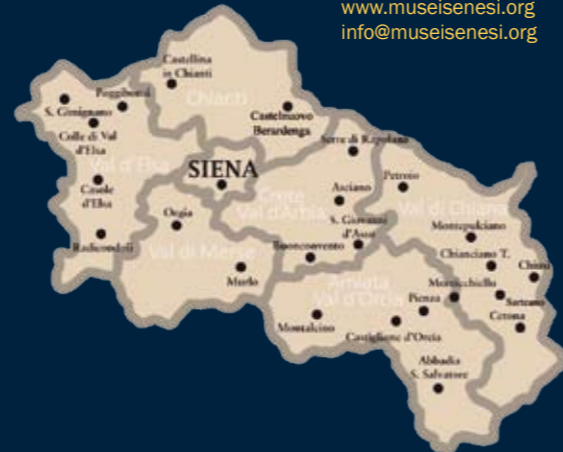 www.museisenesi.org
info@museisenesi.org
Castellina
in Chianti
Chianti
Poggibonsi
S. Gimignano
Colle di Val
d'Elsa
Castelnuovo
Berardenga
Serre di Rapolano
Val d'Elsa
SIENA
Casole
d'Elsa
Asciano
Petroio
Crete
Val d'Arbia
Val di Chiana
Orgia
S. Giovanni
d'Asso
Montepulciano
Radicondoli
Val di Merse
Buonconvento
Chianciano T.
Chiusi
Murlo
Amiata
Val d'Orcia
Monticchiello
Pienza
Sarteano
Cetona
Montalcino
Castiglione d'Orcia
Abbadia
S. Salvatore